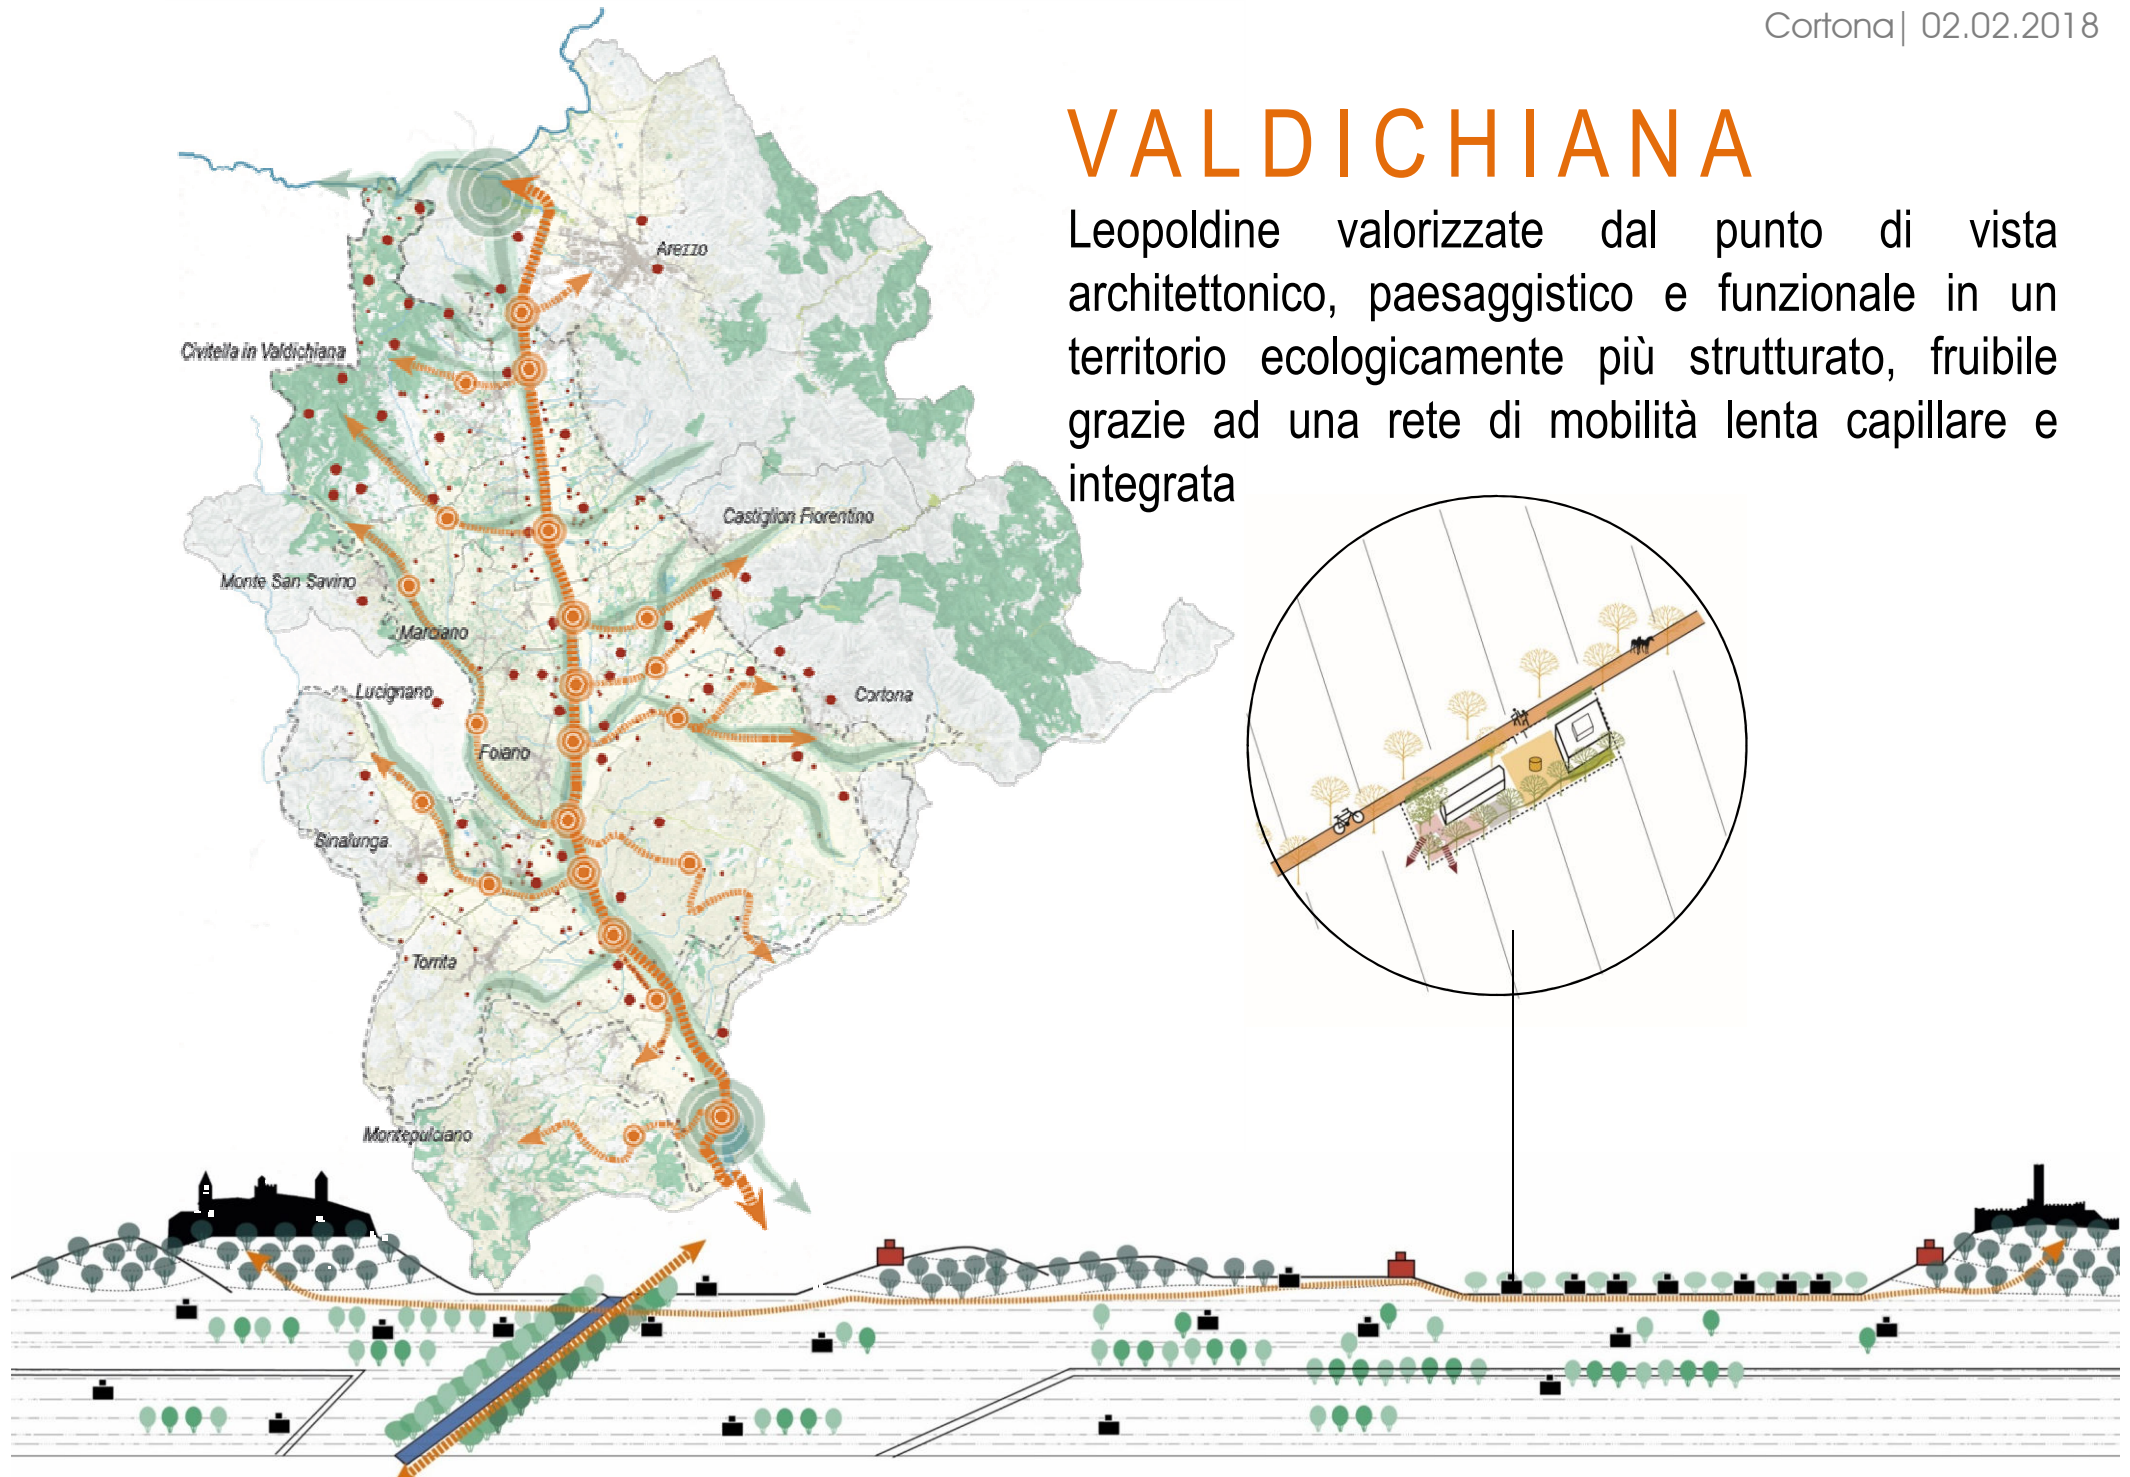 Cortona| 02.02.2018
VALDICHIANA
Leopoldine valorizzate dal punto di vista
architettonico, paesaggistico e funzionale in un
territorio ecologicamente più strutturato, fruibile
grazie ad una rete di mobilità lenta capillare e
integrata
Arezzo
Civitella in Valdichiana
Castiglion Fiorentino
Monte San Savino
Marciano
Lucignano
Cortona
Foiano
Sinalunga
Torrita
Montepulciano